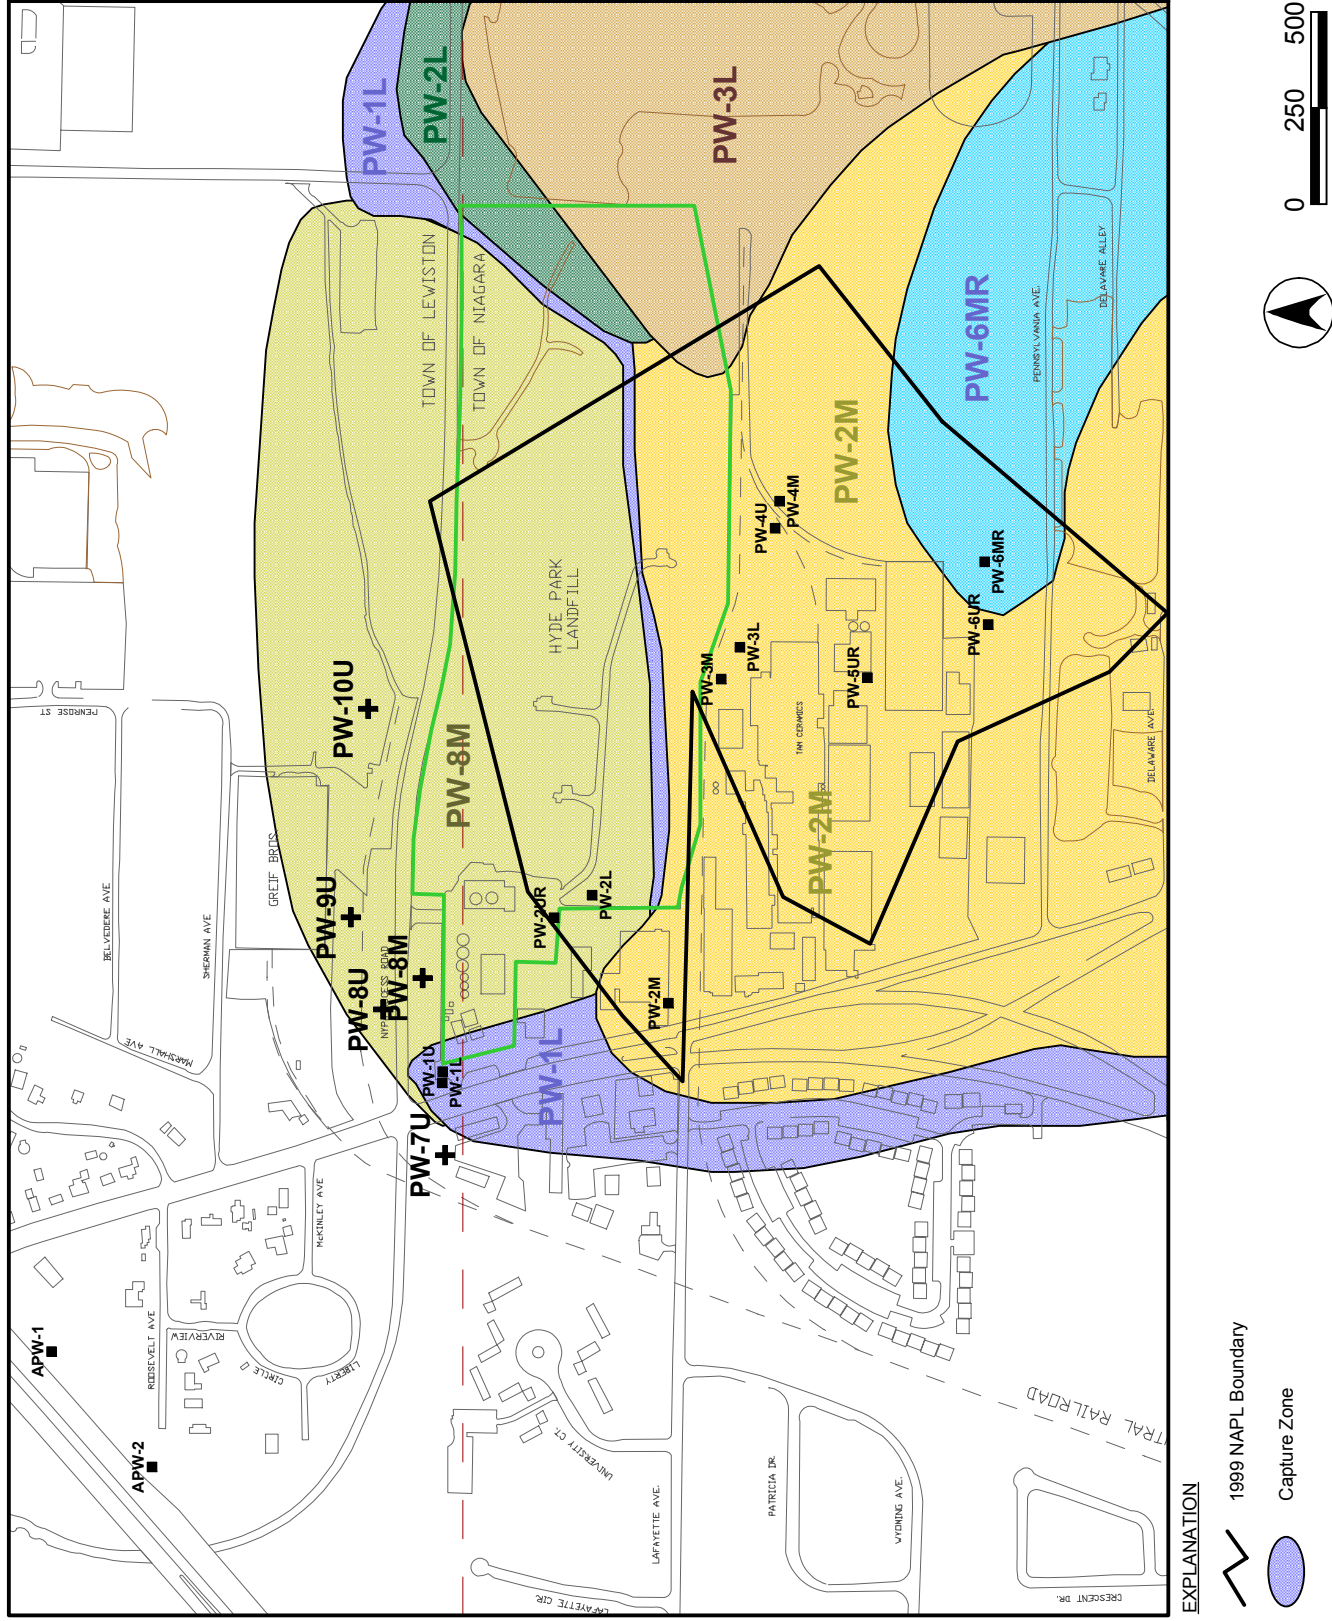 APW-1
APW-2
ROOSEVELT AVE
RIVERVIEW
LIBERTY
CIRCLE
McKINLEY AVE
MARSHALL AVE
BELVEDERE AVE
SHERMAN AVE
GREIF BROS
PENROSE ST
PW-7U
PW-8U
PW-8M
PW-9U
PW-10U
PW-1U
PW-1L
PW-1L
PW-8M
PW-1L
PW-2L
PW-3L
TOWN OF LEWISTON
TOWN OF NIAGARA
HYDE PARK
LANDFILL
PW-2UR
PW-2L
PW-2M
PW-3M
PW-3L
PW-4U
PW-4M
PW-2M
PW-2M
TAM CERAMICS
PW-5UR
PW-6UR
PW-6MR
PW-6MR
PENNSYLVANIA AVE.
DELAWARE ALLEY
DELAWARE AVE.
UNIVERSITY CT.
LAFAYETTE AVE.
LAFAYETTE CIR.
PATRICIA DR.
WYOMING AVE.
CRESCENT DR.
TRAL RAILROAD
EXPLANATION
1999 NAPL Boundary
Capture Zone
0 250 500